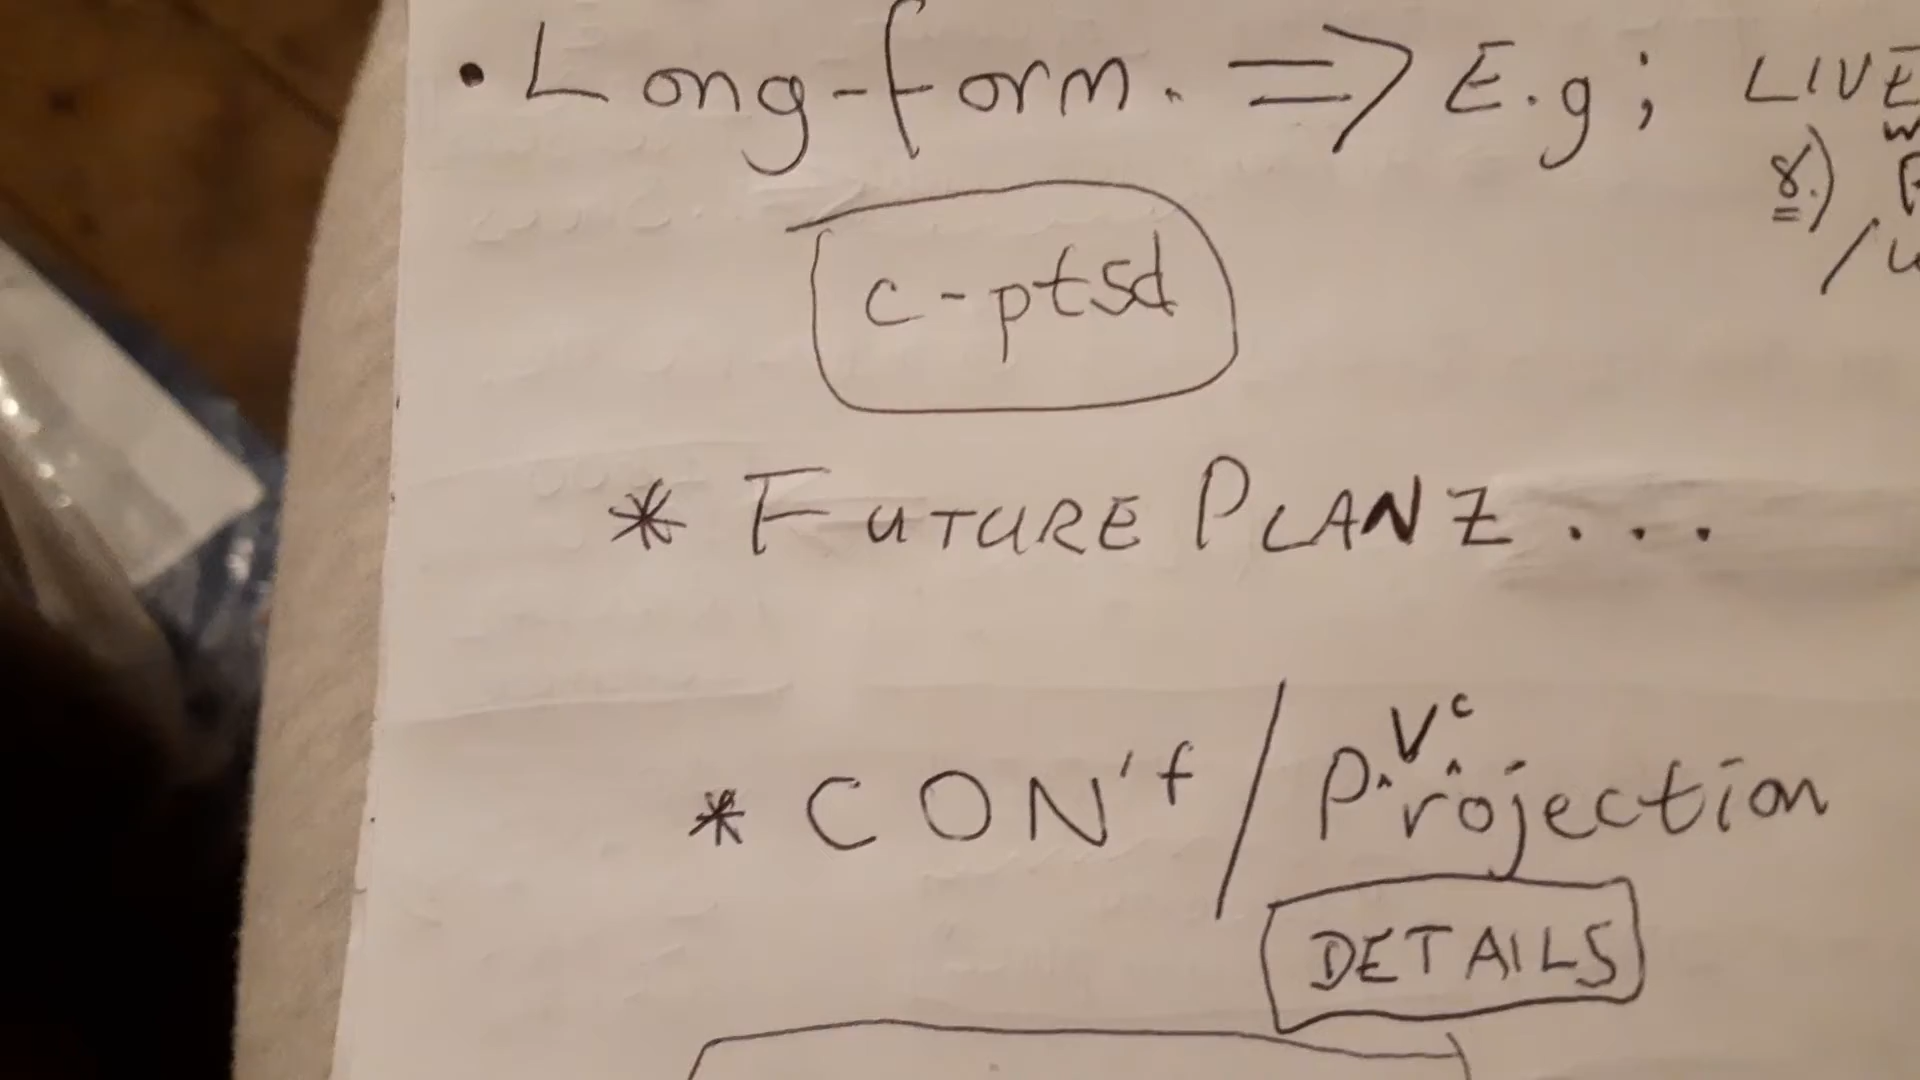 • Long-form. => E.g; LIVE
8.)
c-ptsd
* FUTURE PLANZ...
* CON't / Projection
DETAILS